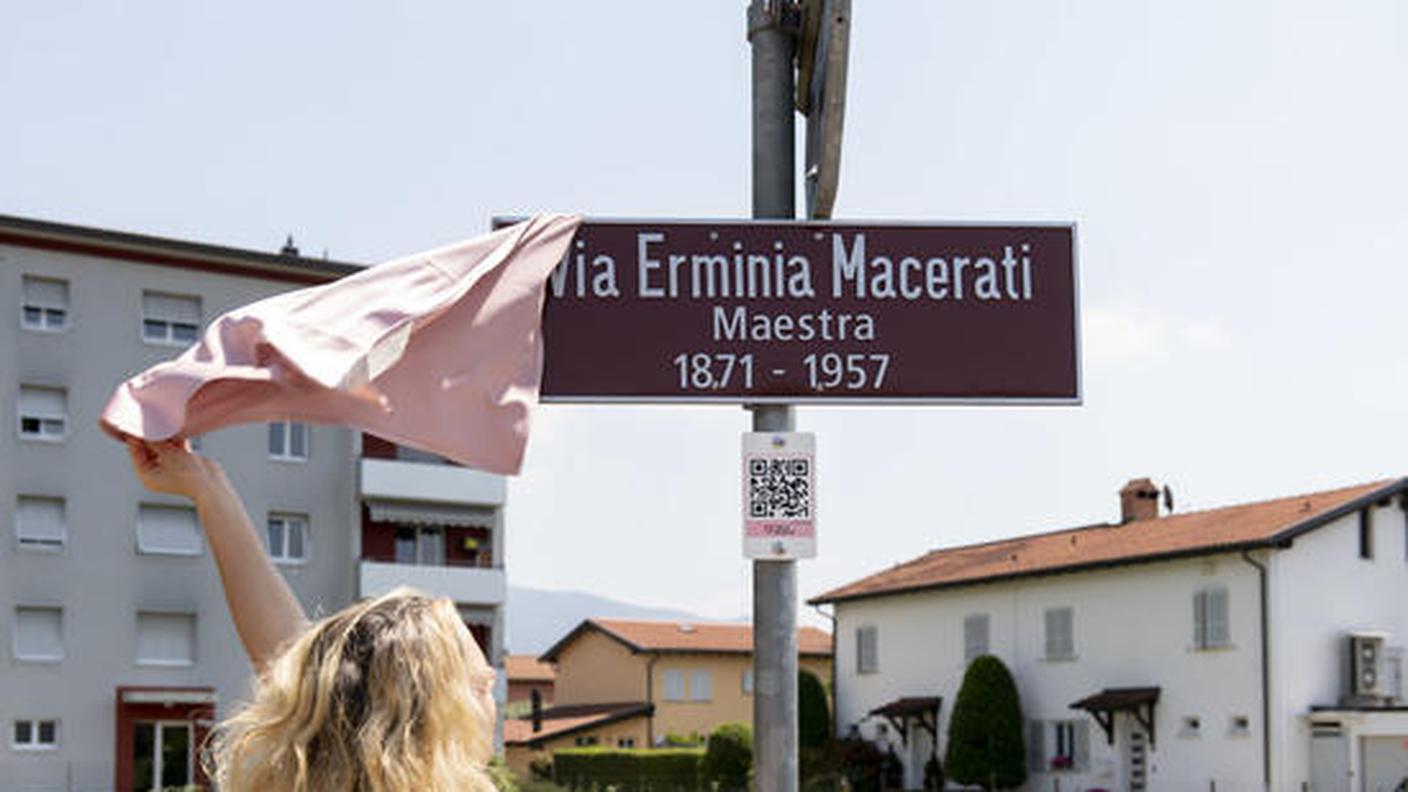 Via Erminia Macerati
Maestra
1871 - 1957